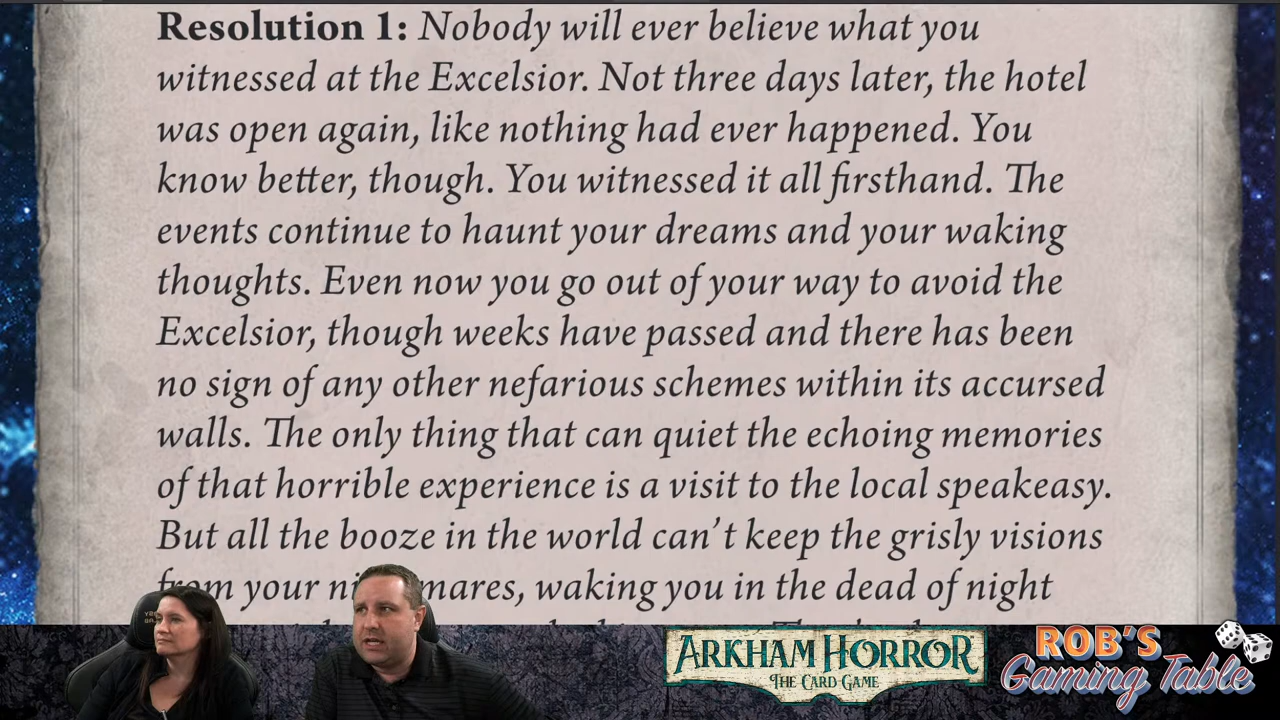 Resolution 1: Nobody will ever believe what you
witnessed at the Excelsior. Not three days later, the hotel
was open again, like nothing had ever happened. You
know better, though. You witnessed it all firsthand. The
events continue to haunt your dreams and your waking
thoughts. Even now you go out of your way to avoid the
Excelsior, though weeks have passed and there has been
no sign of any other nefarious schemes within its accursed
walls. The only thing that can quiet the echoing memories
of that horrible experience is a visit to the local speakeasy.
But all the booze in the world can't keep the grisly visions
from your nightmares, waking you in the dead of night
ARKHAM HORROR
THE CARD GAME
ROB'S
Gaming Table